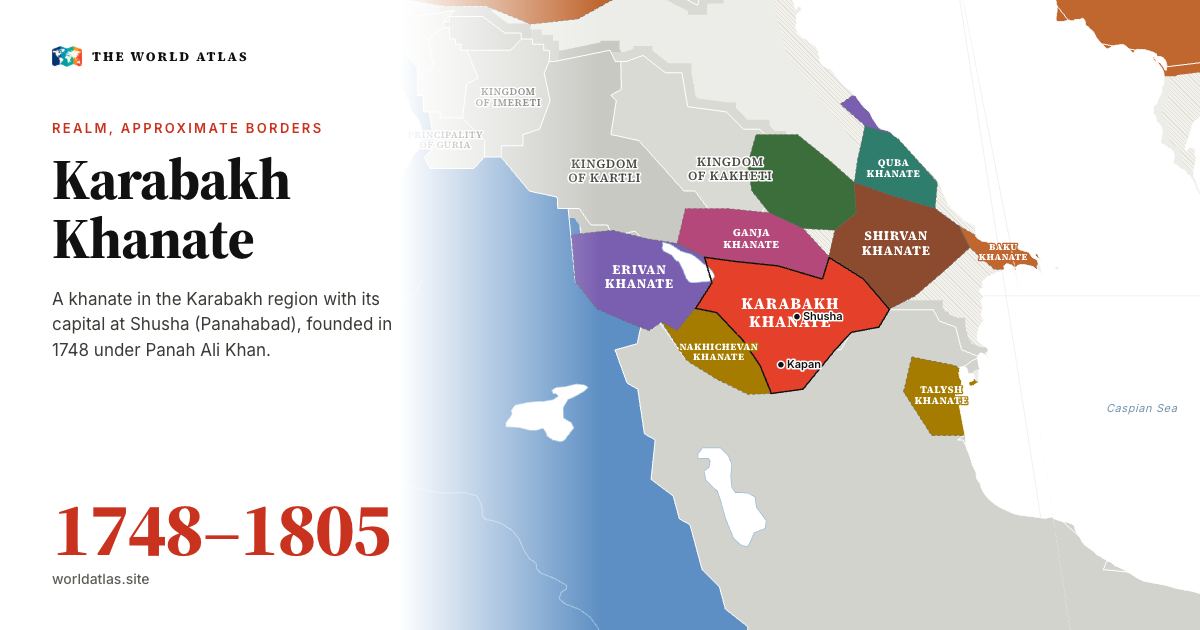 THE WORLD ATLAS
REALM, APPROXIMATE BORDERS
Karabakh
Khanate
A khanate in the Karabakh region with its
capital at Shusha (Panahabad), founded in
1748 under Panah Ali Khan.
1748–1805
worldatlas.site
KINGDOM
OF IMERETI
PRINCIPALITY
OF GURIA
KINGDOM
OF KARTLI
KINGDOM
OF KAKHETI
QUBA
KHANATE
GANJA
KHANATE
SHIRVAN
KHANATE
BAKU
KHANATE
ERIVAN
KHANATE
KARABAKH
KHANATE
Shusha
NAKHICHEVAN
KHANATE
Kapan
TALYSH
KHANATE
Caspian Sea